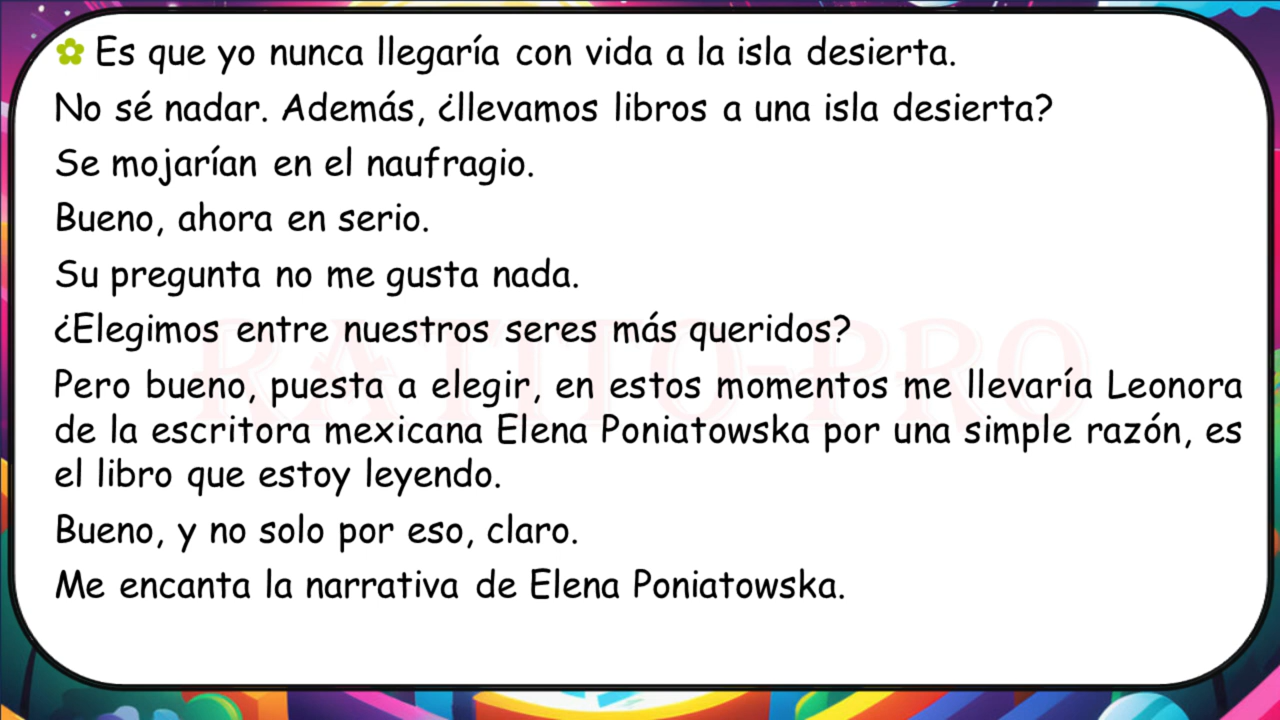 Es que yo nunca llegaría con vida a la isla desierta.
No sé nadar. Además, ¿llevamos libros a una isla desierta?
Se mojarían en el naufragio.
Bueno, ahora en serio.
Su pregunta no me gusta nada.
¿Elegimos entre nuestros seres más queridos?
Pero bueno, puesta a elegir, en estos momentos me llevaría Leonora
de la escritora mexicana Elena Poniatowska por una simple razón, es
el libro que estoy leyendo.
Bueno, y no solo por eso, claro.
Me encanta la narrativa de Elena Poniatowska.
RATITO-PRO